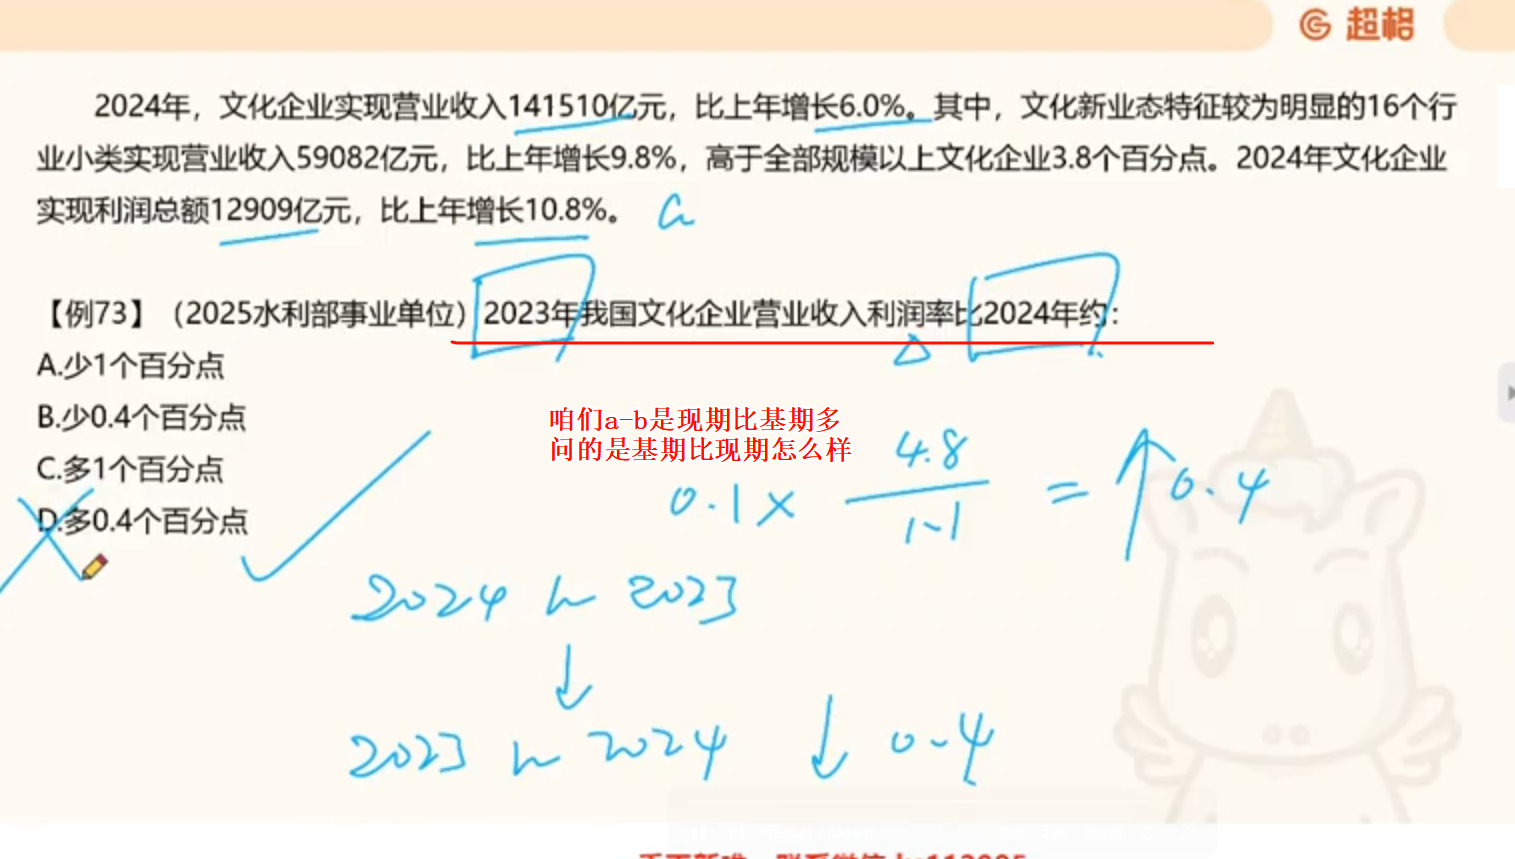 超格
2024年，文化企业实现营业收入141510亿元，比上年增长6.0%。其中，文化新业态特征较为明显的16个行
业小类实现营业收入59082亿元，比上年增长9.8%，高于全部规模以上文化企业3.8个百分点。2024年文化企业
实现利润总额12909亿元，比上年增长10.8%。 a
【例73】（2025水利部事业单位）2023年我国文化企业营业收入利润率比2024年约：
A.少1个百分点
B.少0.4个百分点
C.多1个百分点
D.多0.4个百分点
咱们a-b是现期比基期多
问的是基期比现期怎么样
0.1× 4.8/1.1 = ↑0.4
2024 比 2023
↓
2023 比 2024 ↓ 0.4